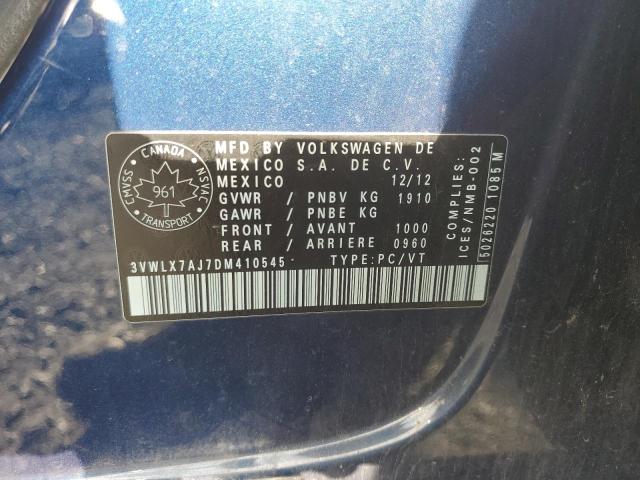 CANADA
CMVSS
NSVAC
961
TRANSPORT
MFD BY VOLKSWAGEN DE
MEXICO S.A. DE C.V.
MEXICO 12/12
GVWR / PNBV KG 1910
GAWR / PNBE KG
FRONT / AVANT 1000
REAR / ARRIERE 0960
3VWLX7AJ7DM410545 TYPE:PC/VT
COMPLIES:
ICES/NMB-002
5026220 1085 M